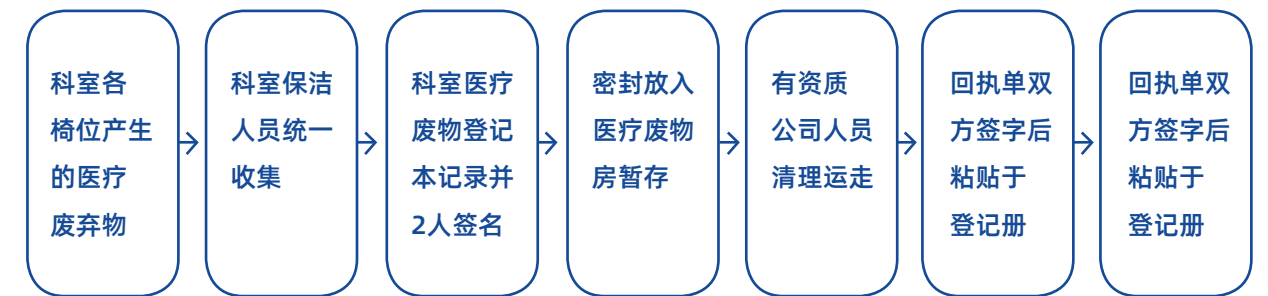 科室各
椅位产生
的医疗
废弃物
科室保洁
人员统一
收集
科室医疗
废物登记
本记录并
2人签名
密封放入
医疗废物
房暂存
有资质
公司人员
清理运走
回执单双
方签字后
粘贴于
登记册
回执单双
方签字后
粘贴于
登记册